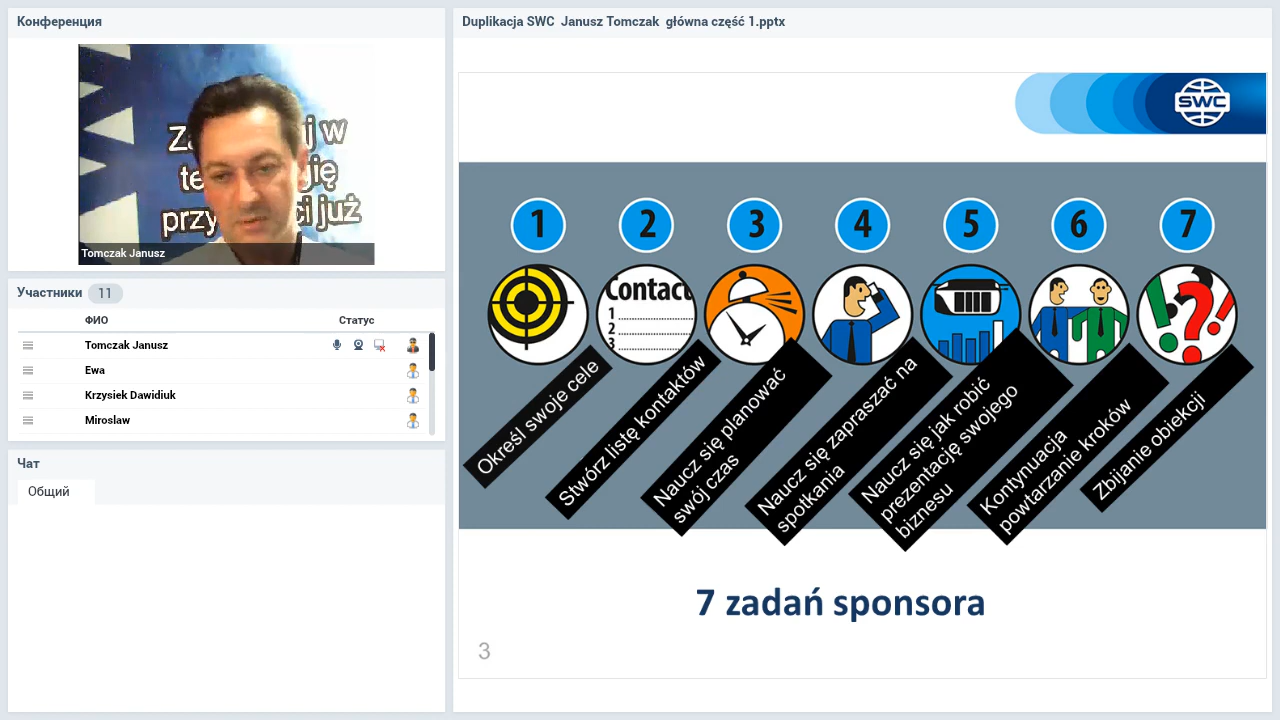 Конференция
Tomczak Janusz
Участники 11
ФИО Статус
Tomczak Janusz
Ewa
Krzysiek Dawidiuk
Miroslaw
Чат
Общий
Duplikacja SWC Janusz Tomczak główna część 1.pptx
SWC
1 2 3 4 5 6 7
Contact
1
2
3
Określ swoje cele
Stwórz listę kontaktów
Naucz się planować
swój czas
Naucz się zapraszać na
spotkania
Naucz się jak robić
prezentację swojego
biznesu
Kontynuacja
powtarzanie kroków
Zbijanie obiekcji
7 zadań sponsora
3